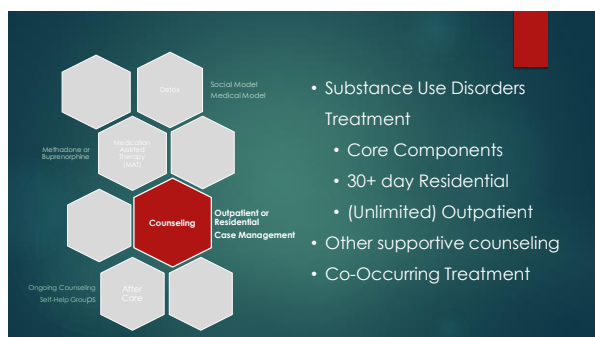 Detox
Social Model
Medical Model
Methadone or
Buprenorphine
Medication
Assisted
Therapy
(MAT)
Counseling
Outpatient or
Residential
Case Management
Ongoing Counseling
Self-Help Groups
After
Care
• Substance Use Disorders
Treatment
• Core Components
• 30+ day Residential
• (Unlimited) Outpatient
• Other supportive counseling
• Co-Occurring Treatment